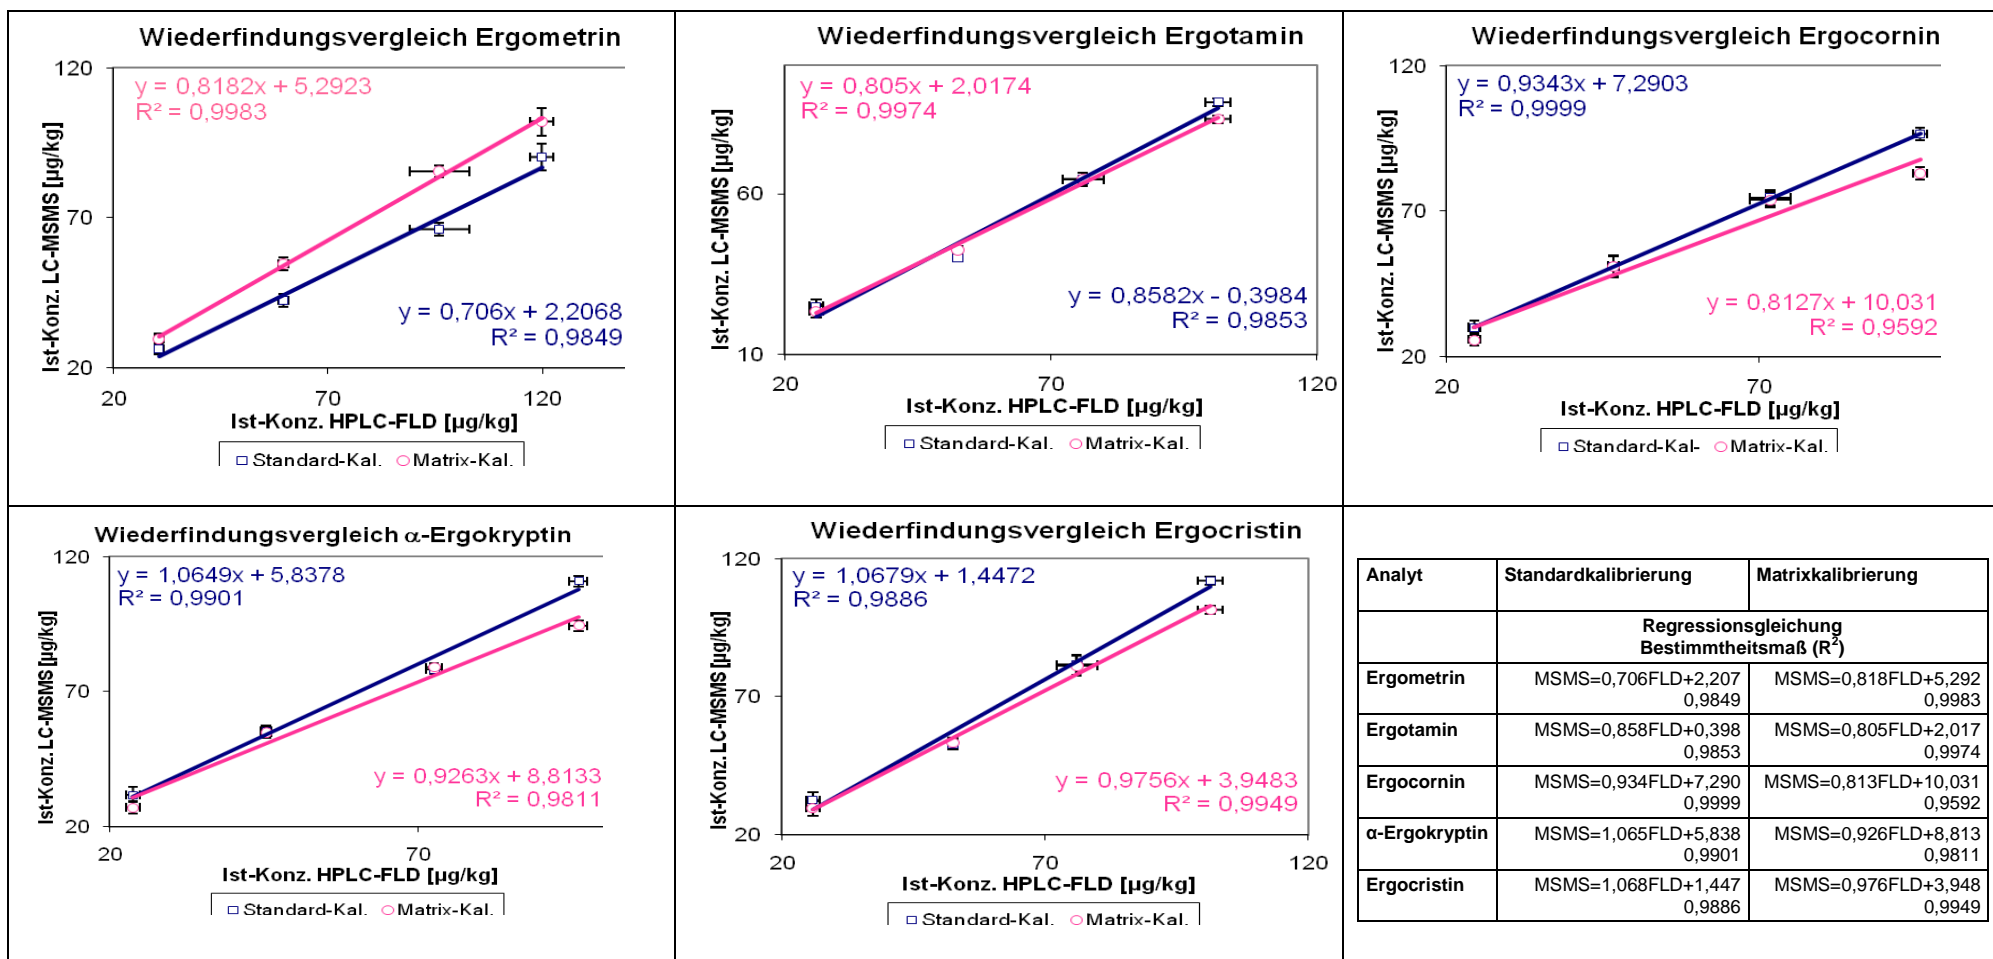 Wiederfindungsvergleich Ergometrin
y = 0,8182x + 5,2923
R² = 0,9983
y = 0,706x + 2,2068
R² = 0,9849
120
70
20
20
70
120
Ist-Konz. LC-MSMS [µg/kg]
Ist-Konz. HPLC-FLD [µg/kg]
Standard-Kal. Matrix-Kal.
Wiederfindungsvergleich Ergotamin
y = 0,805x + 2,0174
R² = 0,9974
y = 0,8582x - 0,3984
R² = 0,9853
60
10
20
70
120
Ist-Konz. LC-MSMS [µg/kg]
Ist-Konz. HPLC-FLD [µg/kg]
Standard-Kal. Matrix-Kal.
Wiederfindungsvergleich Ergocornin
y = 0,9343x + 7,2903
R² = 0,9999
y = 0,8127x + 10,031
R² = 0,9592
120
70
20
20
70
Ist-Konz. LC-MSMS [µg/kg]
Ist-Konz. HPLC-FLD [µg/kg]
Standard-Kal- Matrix-Kal.
Wiederfindungsvergleich α-Ergokryptin
y = 1,0649x + 5,8378
R² = 0,9901
y = 0,9263x + 8,8133
R² = 0,9811
120
70
20
20
70
Ist-Konz. LC-MSMS [µg/kg]
Ist-Konz. HPLC-FLD [µg/kg]
Standard-Kal. Matrix-Kal.
Wiederfindungsvergleich Ergocristin
y = 1,0679x + 1,4472
R² = 0,9886
y = 0,9756x + 3,9483
R² = 0,9949
120
70
20
20
70
120
Ist-Konz. LC-MSMS [µg/kg]
Ist-Konz. HPLC-FLD [µg/kg]
Standard-Kal. Matrix-Kal.
Analyt Standardkalibrierung Matrixkalibrierung
Regressionsgleichung
Bestimmtheitsmaß (R²)
Ergometrin MSMS=0,706FLD+2,207 MSMS=0,818FLD+5,292
0,9849 0,9983
Ergotamin MSMS=0,858FLD+0,398 MSMS=0,805FLD+2,017
0,9853 0,9974
Ergocornin MSMS=0,934FLD+7,290 MSMS=0,813FLD+10,031
0,9999 0,9592
α-Ergokryptin MSMS=1,065FLD+5,838 MSMS=0,926FLD+8,813
0,9901 0,9811
Ergocristin MSMS=1,068FLD+1,447 MSMS=0,976FLD+3,948
0,9886 0,9949